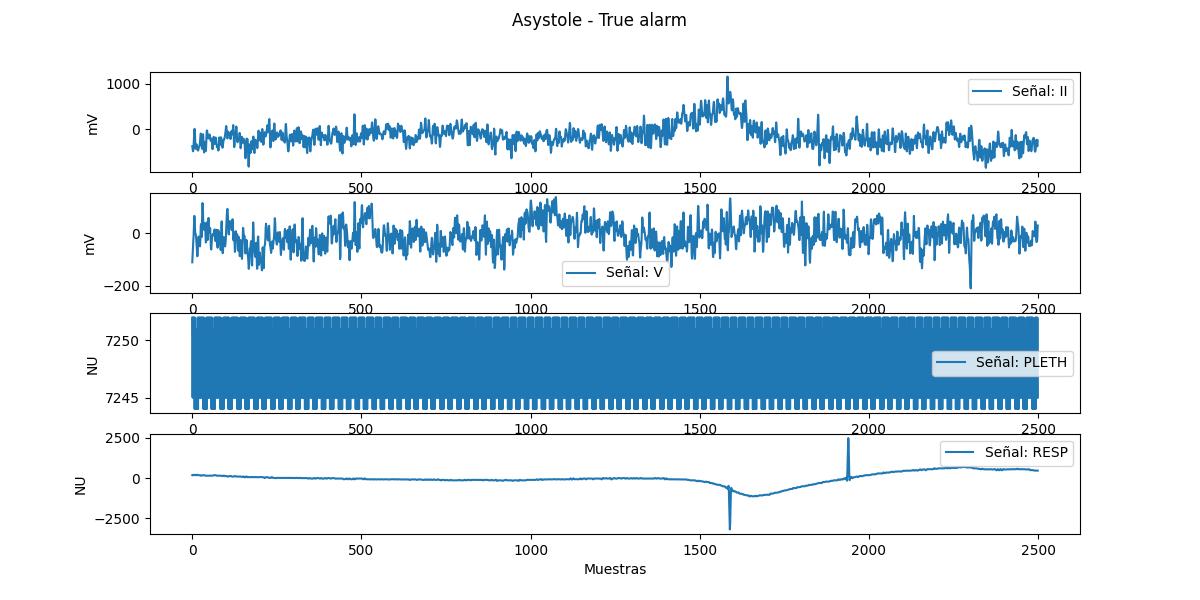 Asystole - True alarm
1000
0
mV
Señal: II
0 500 1000 1500 2000 2500
0
−200
mV
Señal: V
0 500 1000 1500 2000 2500
7250
7245
NU
Señal: PLETH
0 500 1000 1500 2000 2500
2500
0
−2500
NU
Señal: RESP
0 500 1000 1500 2000 2500
Muestras